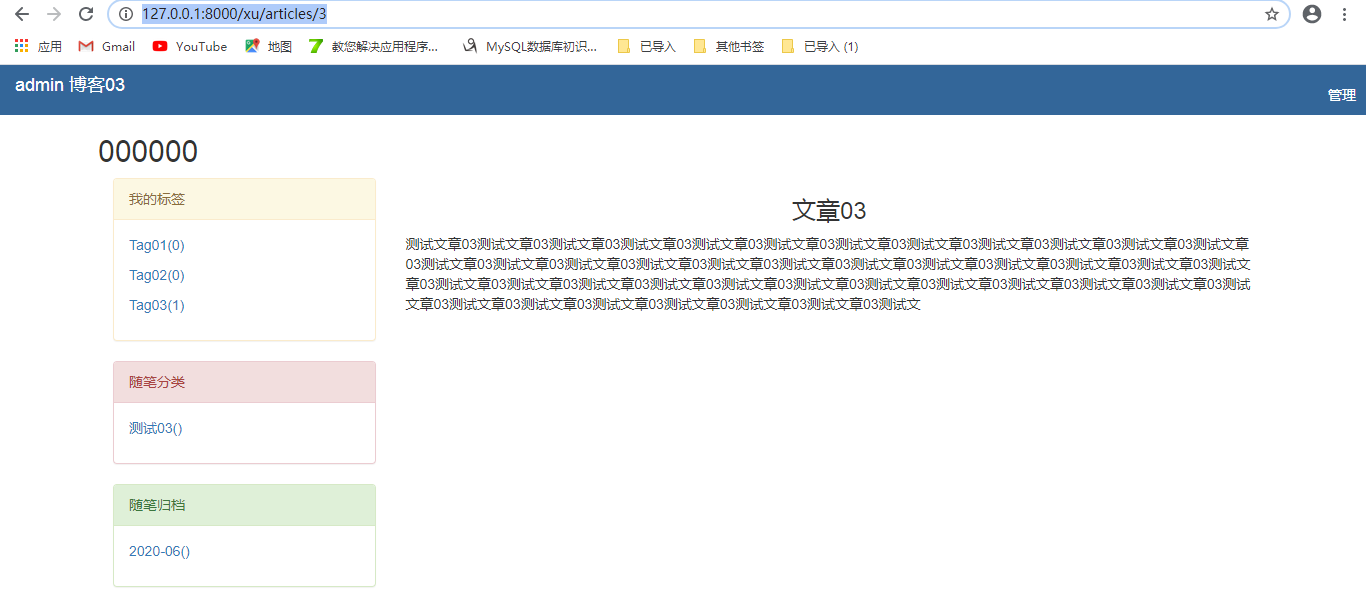 127.0.0.1:8000/xu/articles/3
应用 Gmail YouTube 地图 教您解决应用程序... MySQL数据库初识... 已导入 其他书签 已导入 (1)
admin 博客03
管理
000000
我的标签
Tag01(0)
Tag02(0)
Tag03(1)
随笔分类
测试03()
随笔归档
2020-06()
文章03
测试文章03测试文章03测试文章03测试文章03测试文章03测试文章03测试文章03测试文章03测试文章03测试文章03测试文章03测试文章
03测试文章03测试文章03测试文章03测试文章03测试文章03测试文章03测试文章03测试文章03测试文章03测试文章03测试文章03测试文
章03测试文章03测试文章03测试文章03测试文章03测试文章03测试文章03测试文章03测试文章03测试文章03测试文章03测试文章03测试
文章03测试文章03测试文章03测试文章03测试文章03测试文章03测试文章03测试文